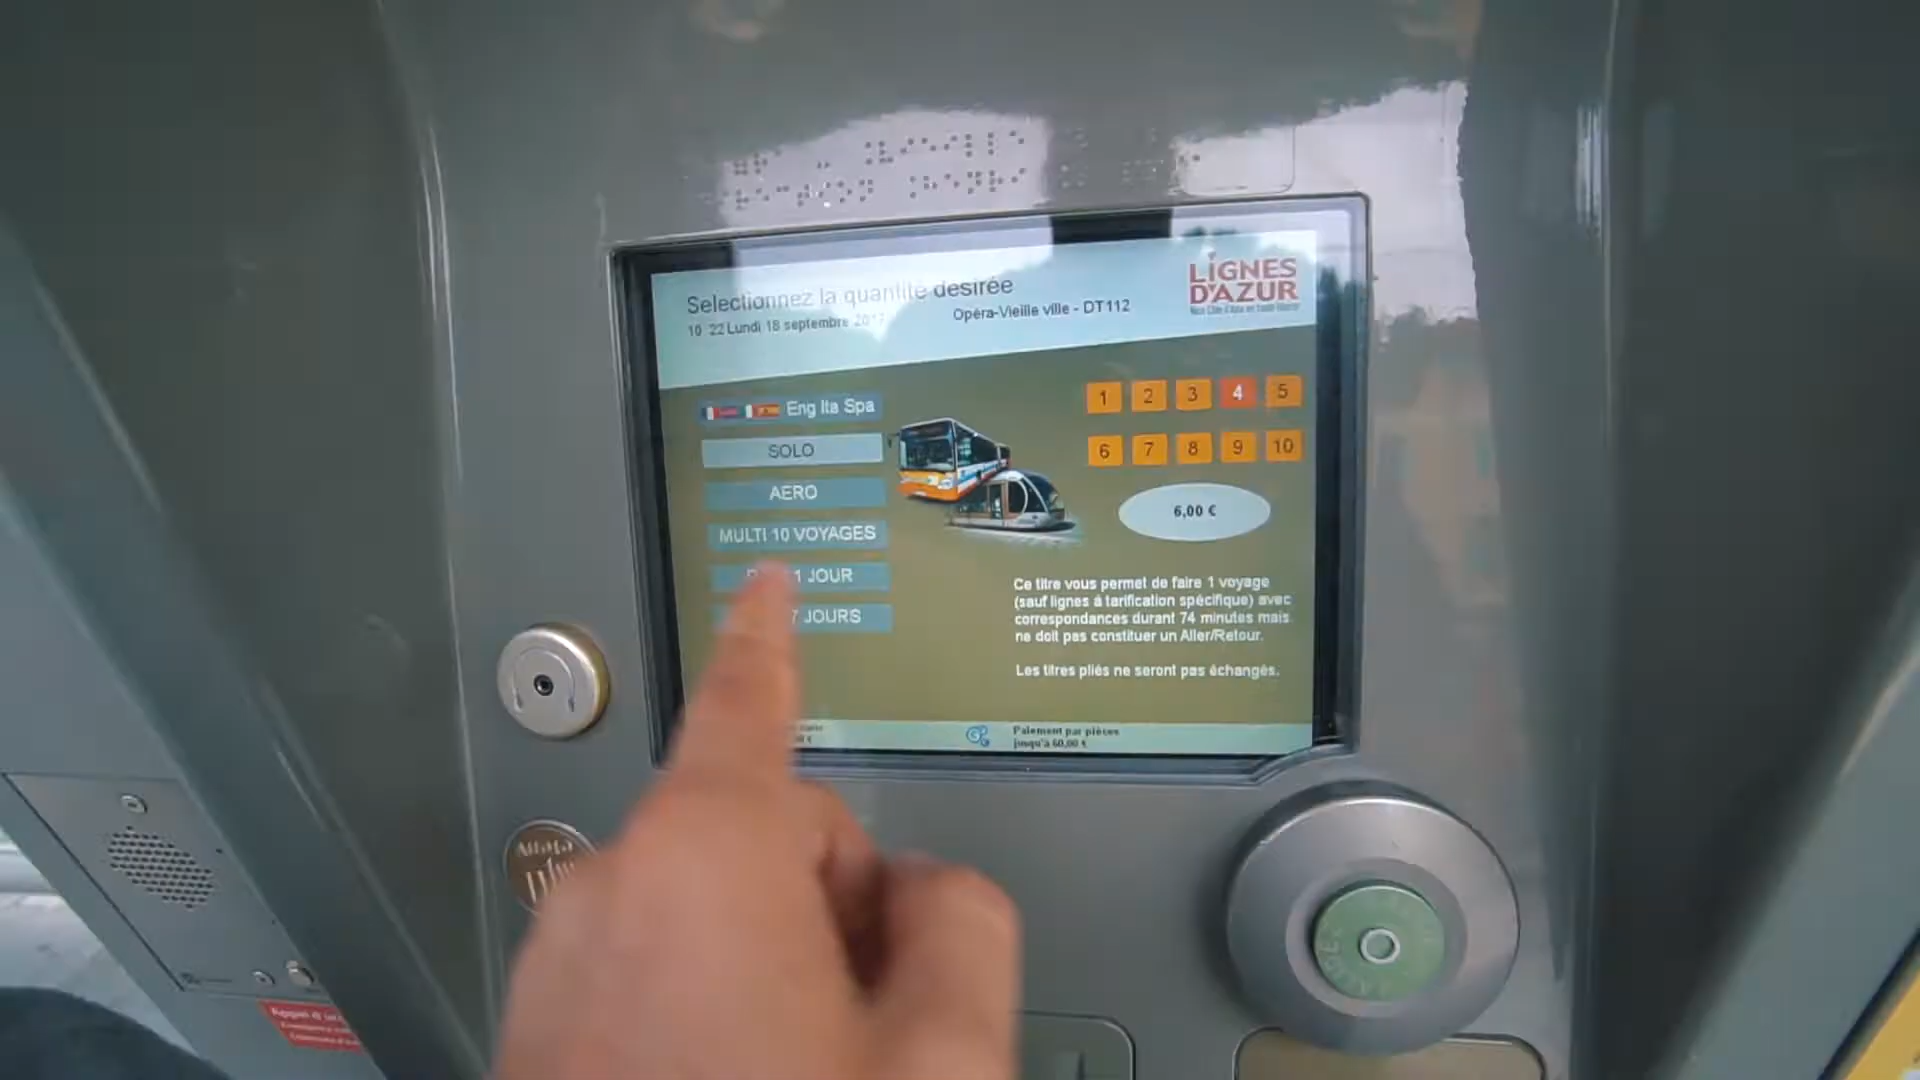 Selectionnez la quantité desirée
10 22 Lundi 18 septembre 2017
Opéra-Vieille ville - DT112
LIGNES
D'AZUR
Eng Ita Spa
SOLO
AERO
MULTI 10 VOYAGES
1 JOUR
7 JOURS
1 2 3 4 5
6 7 8 9 10
6,00 €
Ce titre vous permet de faire 1 voyage
(sauf lignes à tarification spécifique) avec
correspondances durant 74 minutes mais
ne doit pas constituer un Aller/Retour.
Les titres pliés ne seront pas échangés.
Paiement par pièces
jusqu'à 60,00 €